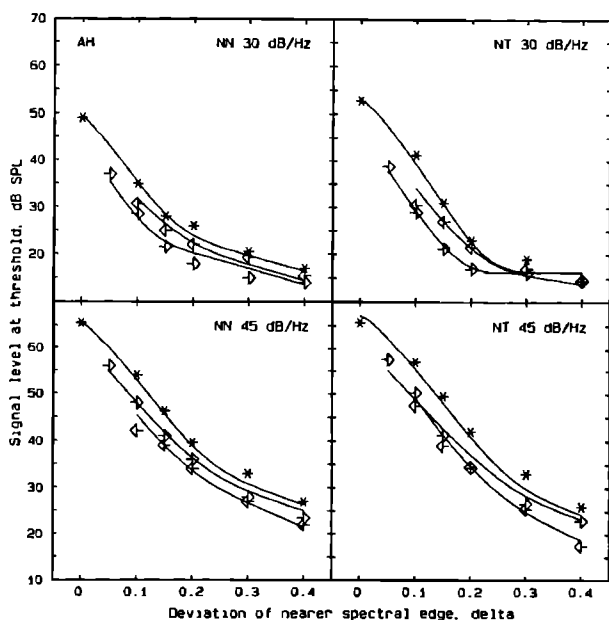 70
60
50
40
30
20
10
AH
NN 30 dB/Hz
NT 30 dB/Hz
60
50
40
30
20
10
NN 45 dB/Hz
NT 45 dB/Hz
0 0.1 0.2 0.3 0.4
0 0.1 0.2 0.3 0.4
Signal level at threshold, dB SPL
Deviation of nearer spectral edge, delta